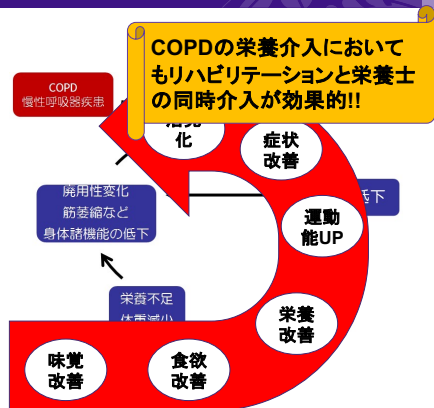 COPDの栄養介入において
もリハビリテーションと栄養士
の同時介入が効果的!!
COPD
慢性呼吸器疾患
化
症状
改善
廃用性変化
筋萎縮など
身体諸機能の低下
低下
運動
能UP
栄養不足
体重減少
栄養
改善
味覚
改善
食欲
改善